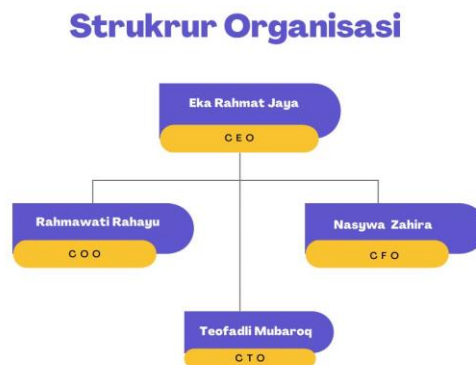 Strukrur Organisasi
Eka Rahmat Jaya
CEO
Rahmawati Rahayu
COO
Nasywa Zahira
CFO
Teofadli Mubaroq
CTO